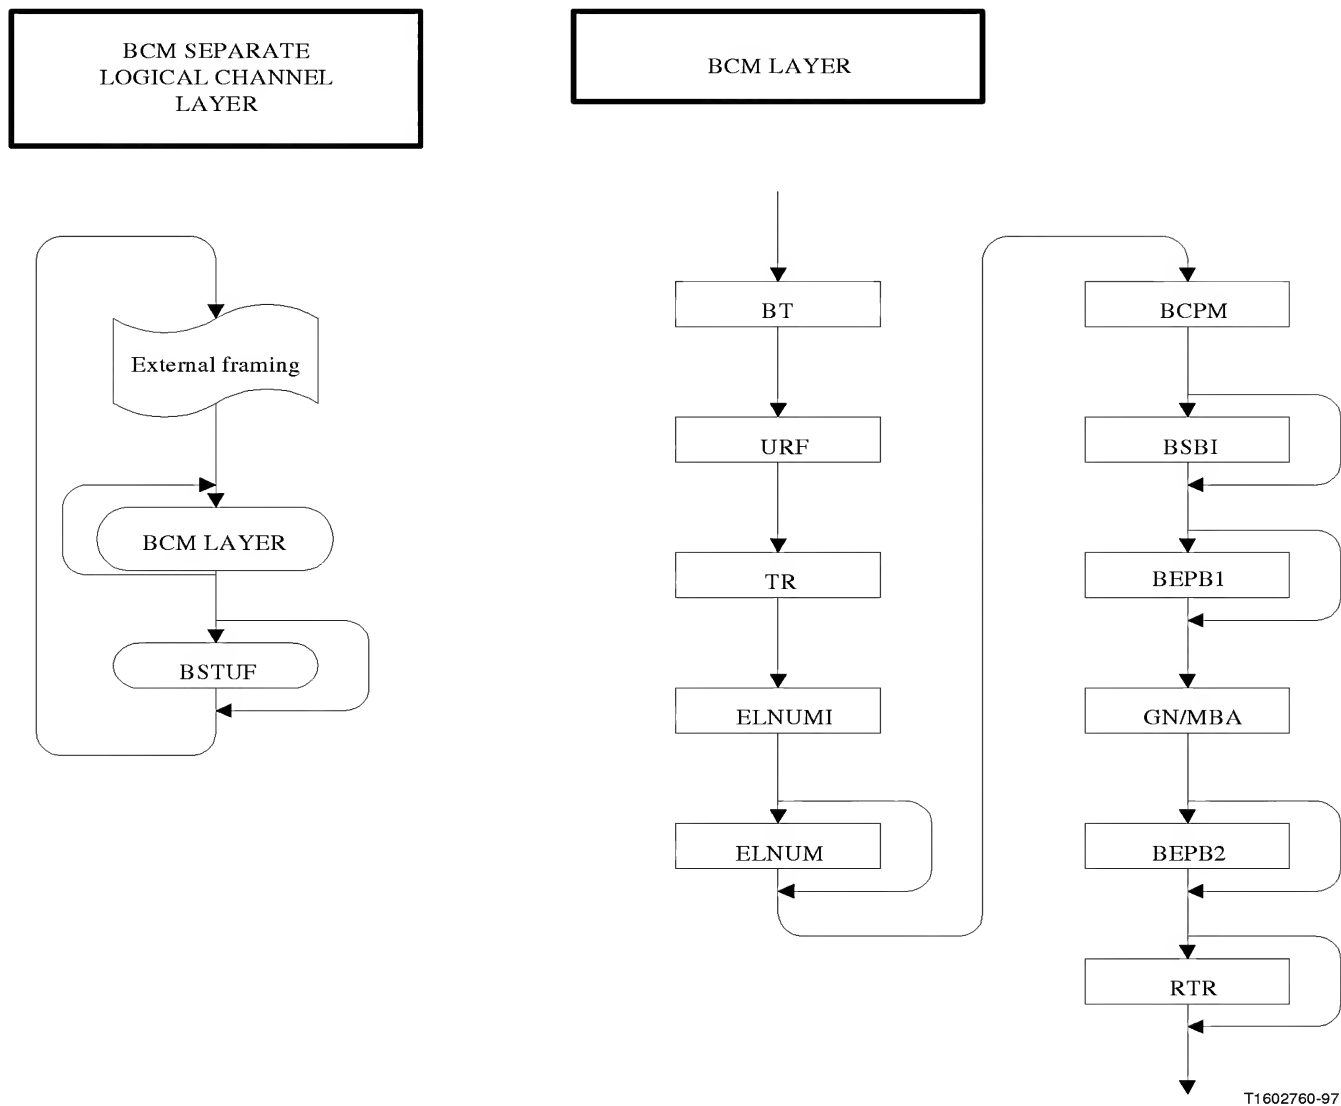 BCM SEPARATE
LOGICAL CHANNEL
LAYER
BCM LAYER
External framing
BCM LAYER
BSTUF
BT
URF
TR
ELNUMI
ELNUM
BCPM
BSBI
BEPB1
GN/MBA
BEPB2
RTR
T1602760-97